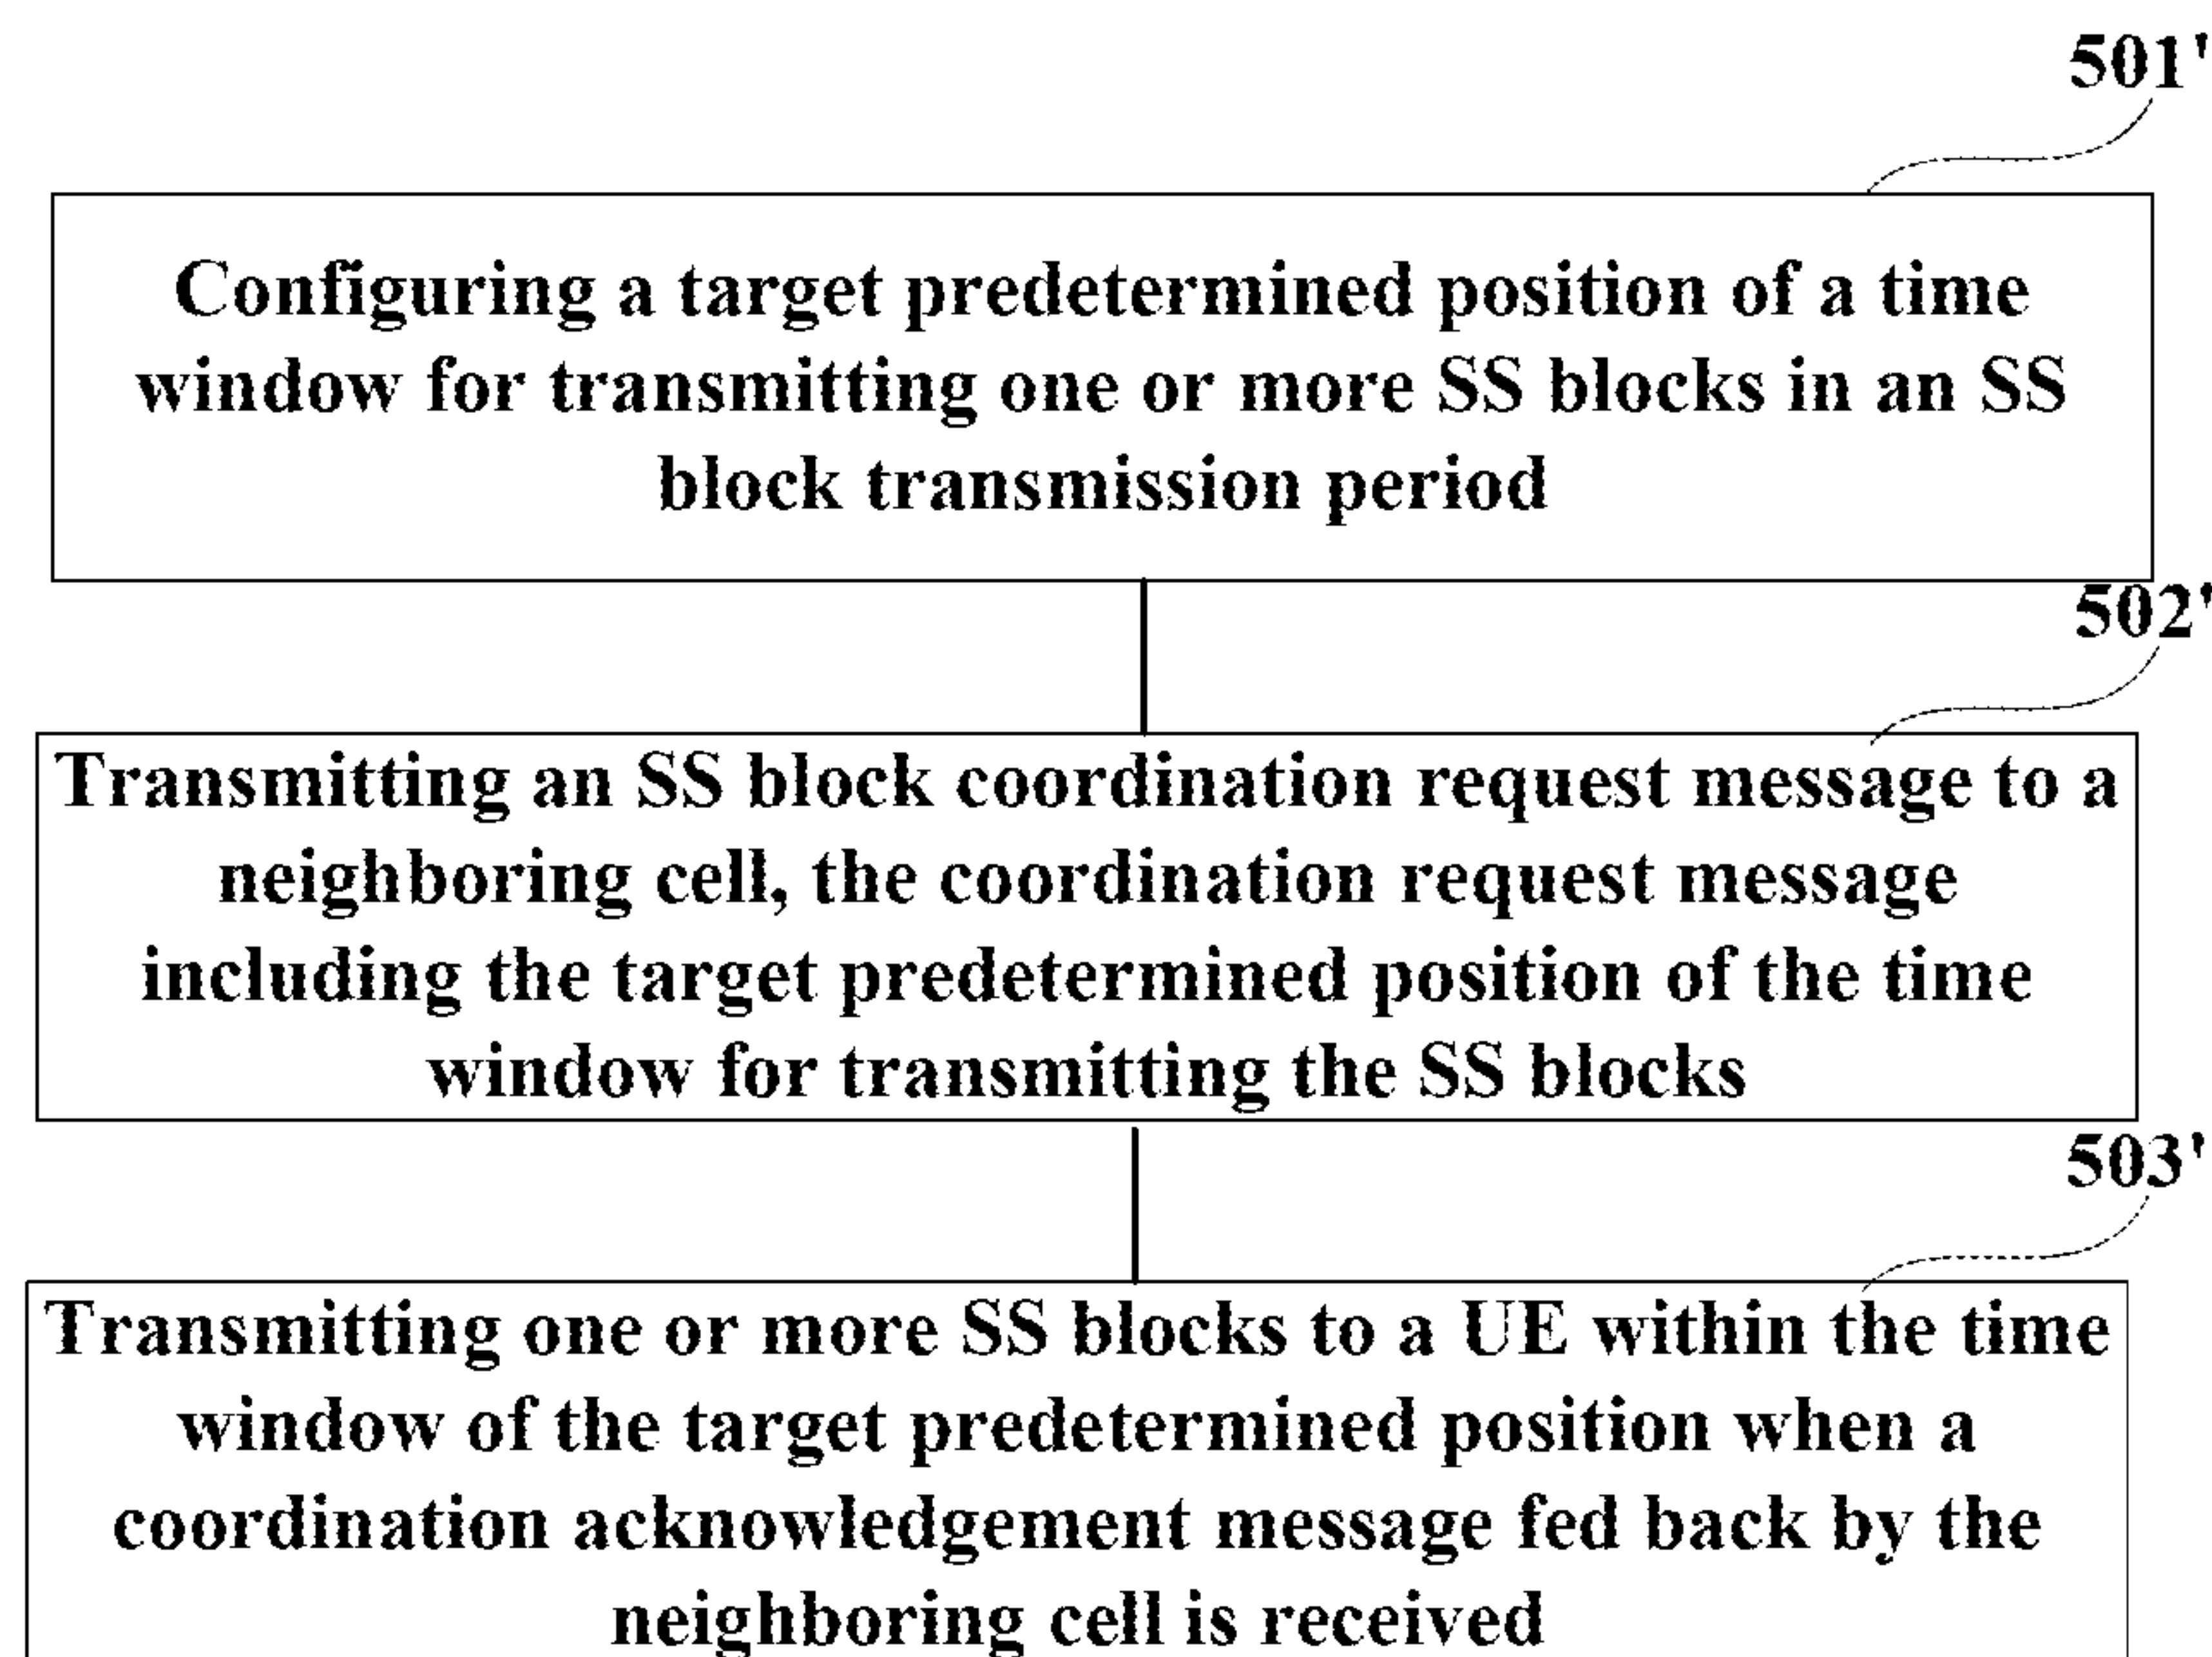 501'
Configuring a target predetermined position of a time
window for transmitting one or more SS blocks in an SS
block transmission period
502'
Transmitting an SS block coordination request message to a
neighboring cell, the coordination request message
including the target predetermined position of the time
window for transmitting the SS blocks
503'
Transmitting one or more SS blocks to a UE within the time
window of the target predetermined position when a
coordination acknowledgement message fed back by the
neighboring cell is received